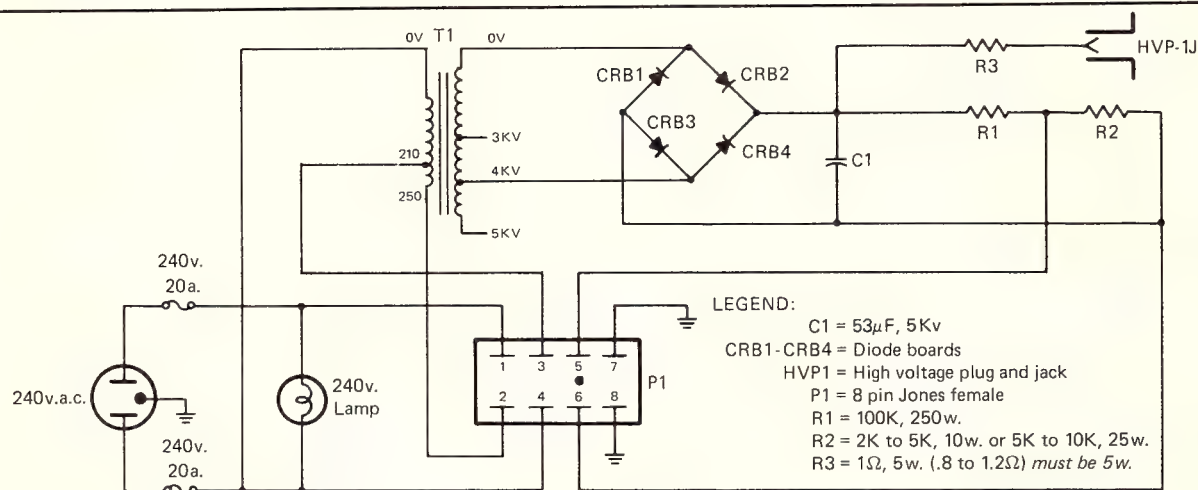 0V T1 0V
HVP-1J
R3
CRB1 CRB2
CRB3
R1 R2
3KV
210
CRB4
C1
4KV
250
5KV
240v.
20a.
LEGEND:
C1 = 53µF, 5Kv
CRB1-CRB4 = Diode boards
1 3 5 7
HVP1 = High voltage plug and jack
240v.a.c.
240v.
Lamp
P1
P1 = 8 pin Jones female
2 4 6 8
R1 = 100K, 250w.
R2 = 2K to 5K, 10w. or 5K to 10K, 25w.
240v.
20a.
R3 = 1Ω, 5w. (.8 to 1.2Ω) must be 5w.